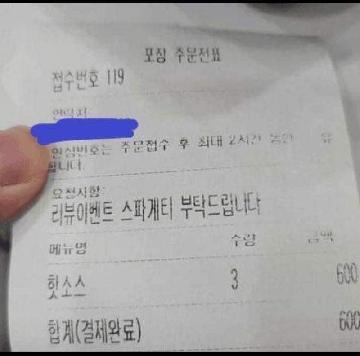 포장 주문전표
접수번호 119
연락처
안심번호는 주문접수 후 최대 2시간 동안 유
합니다.
요청사항:
리뷰이벤트 스파게티 부탁드립니다
메뉴명 수량 금액
핫소스 3 600
합계(결제완료) 600